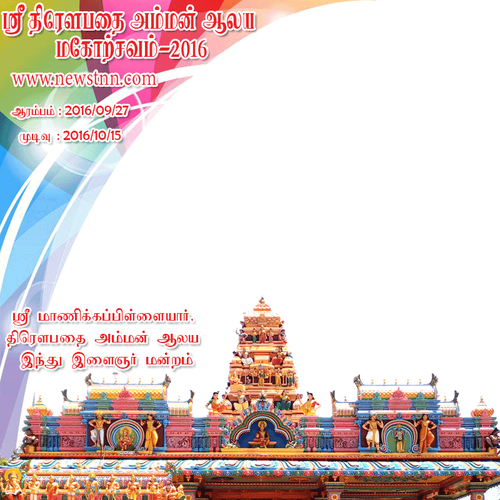 ஸ்ரீ திரௌபதை அம்மன் ஆலய
மகோற்சவம்-2016
www.newstnn.com
ஆரம்பம் : 2016/09/27
முடிவு : 2016/10/15
ஸ்ரீ மாணிக்கப்பிள்ளையார்.
திரௌபதை அம்மன் ஆலய
இந்து இளைஞர் மன்றம்